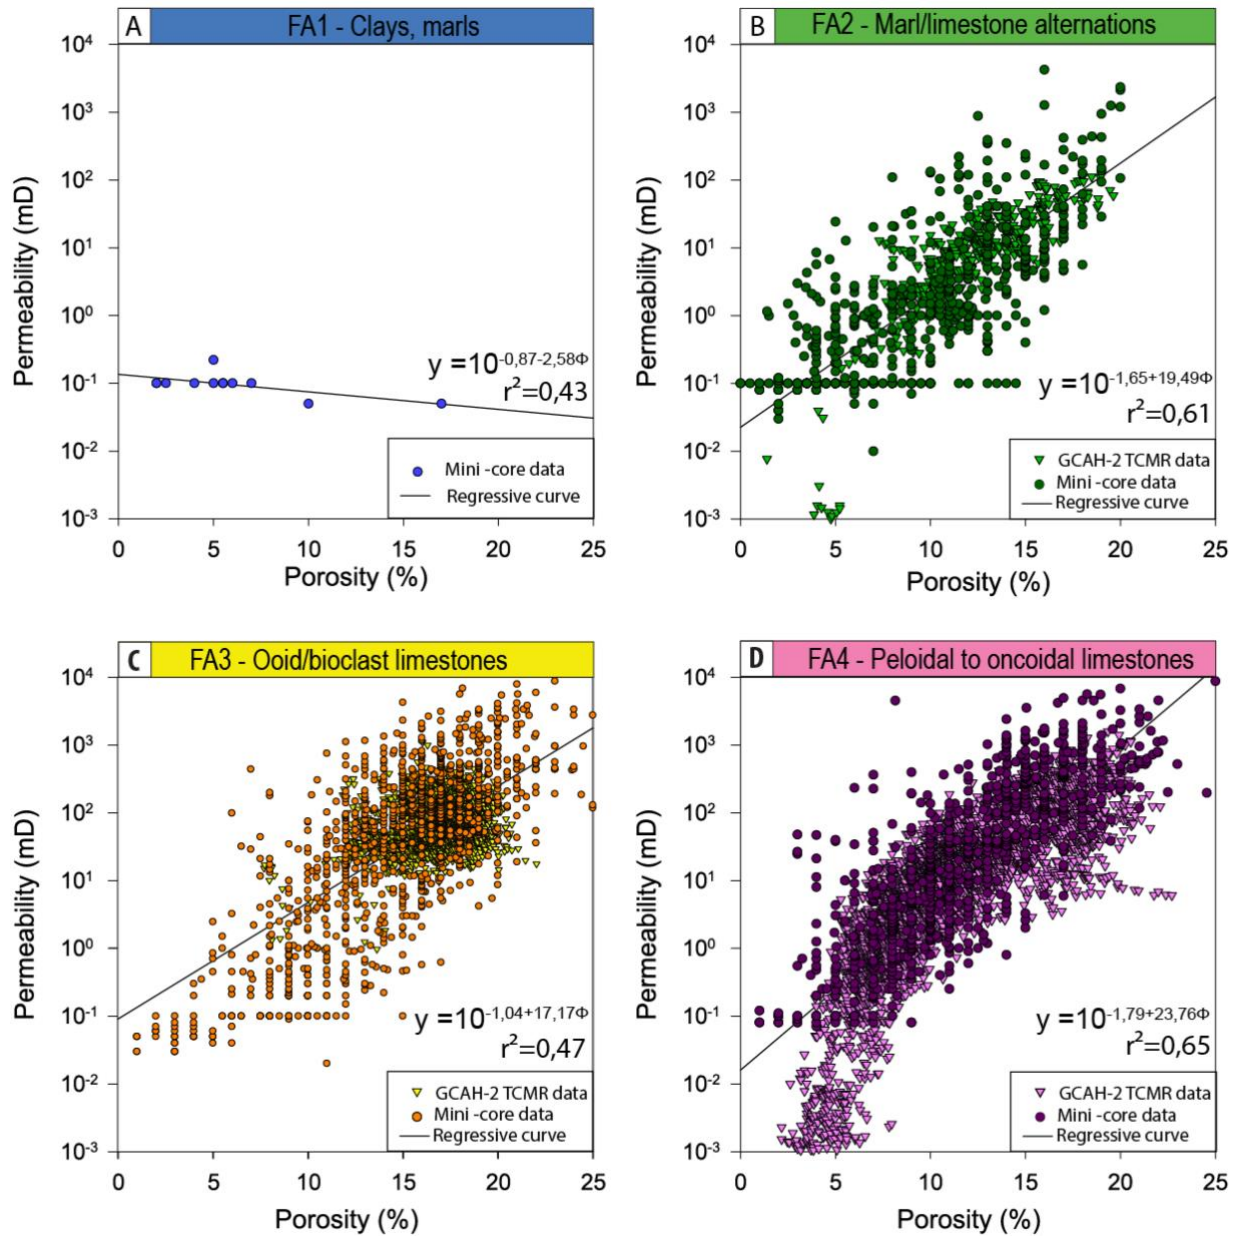 A FA1 - Clays, marls
10⁴
10³
10²
10¹
10⁰
10⁻¹
10⁻²
10⁻³
Permeability (mD)
y =10⁻⁰,⁸⁷⁻²,⁵⁸ᶲ
r²=0,43
Mini -core data
Regressive curve
0 5 10 15 20 25
Porosity (%)
B FA2 - Marl/limestone alternations
10⁴
10³
10²
10¹
10⁰
10⁻¹
10⁻²
10⁻³
Permeability (mD)
y =10⁻¹,⁶⁵⁺¹⁹,⁴⁹ᶲ
r²=0,61
GCAH-2 TCMR data
Mini -core data
Regressive curve
0 5 10 15 20 25
Porosity (%)
C FA3 - Ooid/bioclast limestones
10⁴
10³
10²
10¹
10⁰
10⁻¹
10⁻²
10⁻³
Permeability (mD)
y =10⁻¹,⁰⁴⁺¹⁷,¹⁷ᶲ
r²=0,47
GCAH-2 TCMR data
Mini -core data
Regressive curve
0 5 10 15 20 25
Porosity (%)
D FA4 - Peloidal to oncoidal limestones
10⁴
10³
10²
10¹
10⁰
10⁻¹
10⁻²
10⁻³
Permeability (mD)
y =10⁻¹,⁷⁹⁺²³,⁷⁶ᶲ
r²=0,65
GCAH-2 TCMR data
Mini -core data
Regressive curve
0 5 10 15 20 25
Porosity (%)